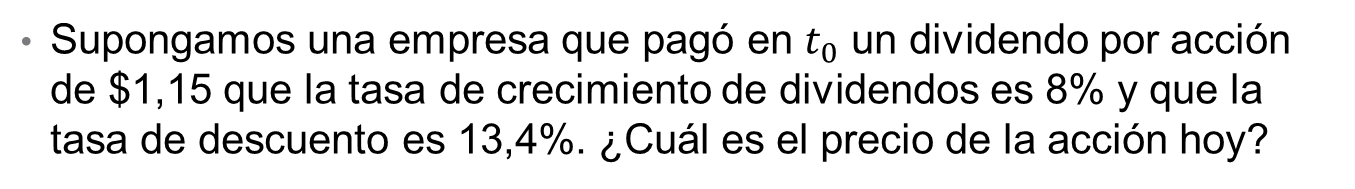 • Supongamos una empresa que pagó en t₀ un dividendo por acción
de $1,15 que la tasa de crecimiento de dividendos es 8% y que la
tasa de descuento es 13,4%. ¿Cuál es el precio de la acción hoy?